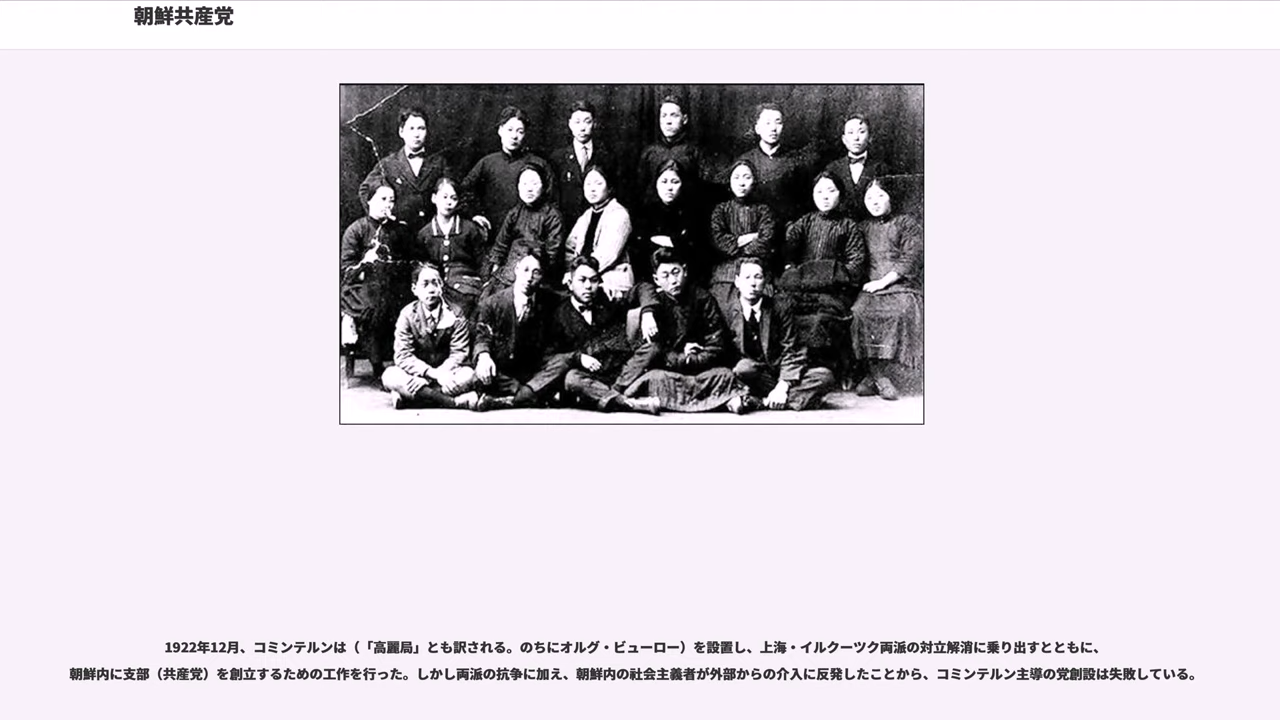 朝鮮共産党
1922年12月、コミンテルンは（「高麗局」とも訳される。のちにオルグ・ビューロー）を設置し、上海・イルクーツク両派の対立解消に乗り出すとともに、
朝鮮内に支部（共産党）を創立するための工作を行った。しかし両派の抗争に加え、朝鮮内の社会主義者が外部からの介入に反発したことから、コミンテルン主導の党創設は失敗している。